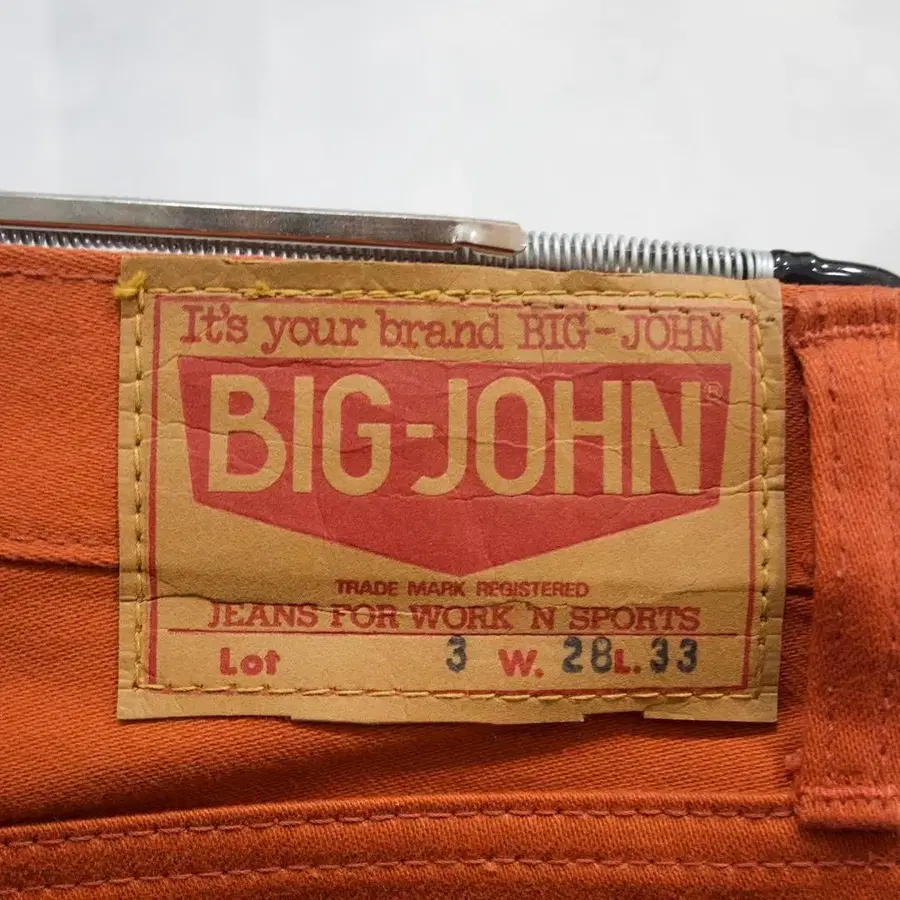 It's your brand BIG-JOHN
BIG-JOHN®
TRADE MARK REGISTERED
JEANS FOR WORK 'N SPORTS
Lot 3 W. 28 L. 33